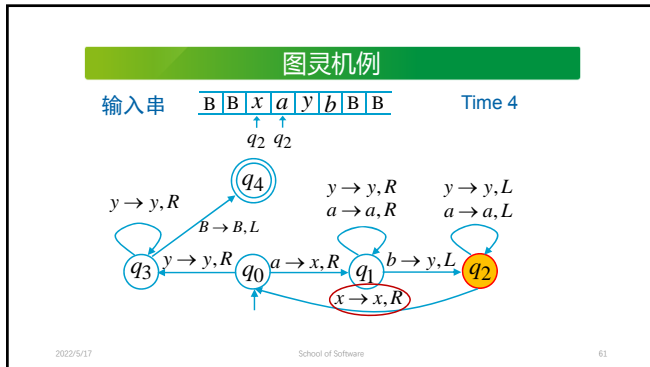 图灵机例
输入串 B B x a y b B B Time 4
q₂ q₂
q₄
y → y, R
y → y, R
a → a, R
y → y, L
a → a, L
B → B, L
q₃ y → y, R q₀ a → x, R q₁ b → y, L q₂
x → x, R
2022/5/17 School of Software 61